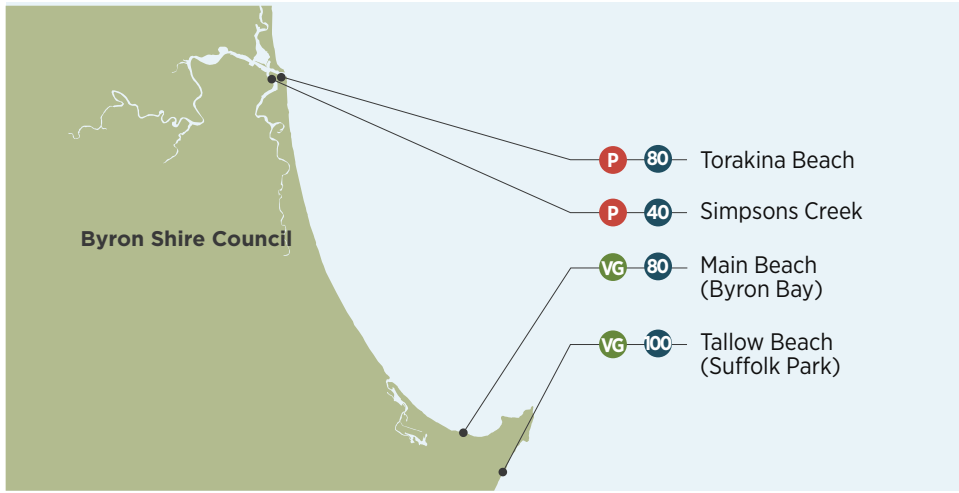 P 80 Torakina Beach
P 40 Simpsons Creek
Byron Shire Council
VG 80 Main Beach
(Byron Bay)
VG 100 Tallow Beach
(Suffolk Park)